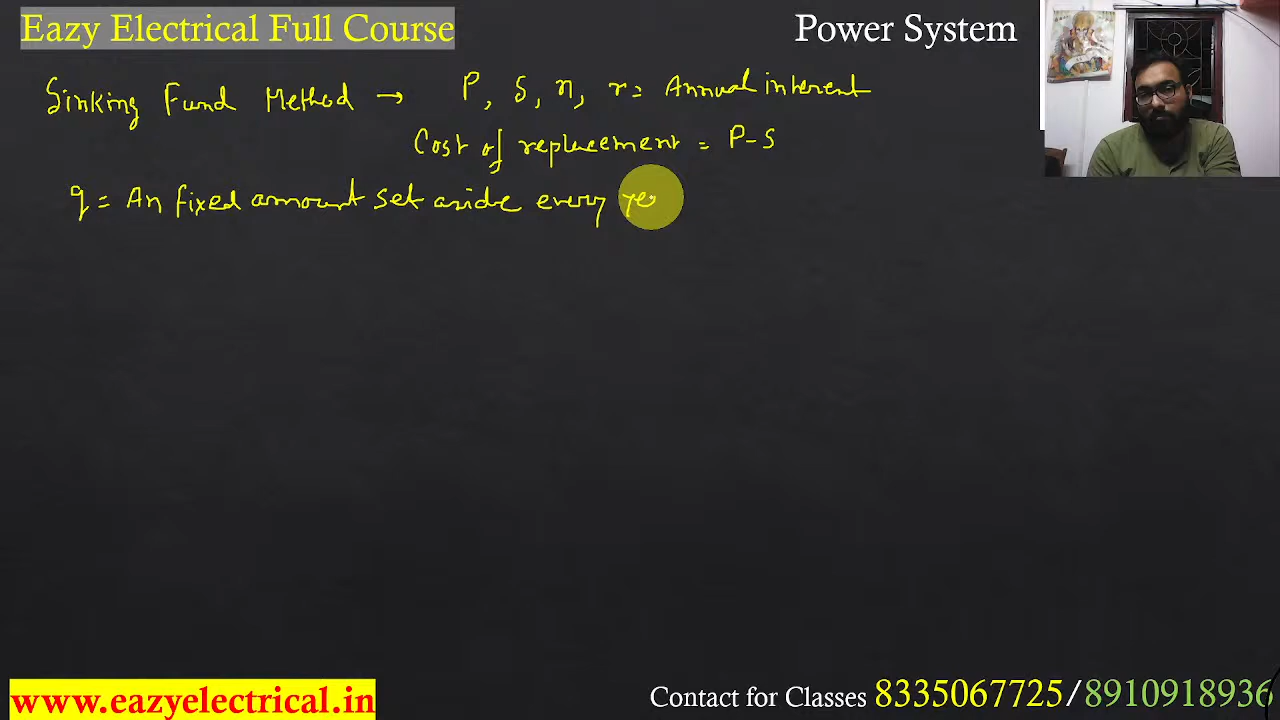 Eazy Electrical Full Course
Power System
Sinking Fund Method → P, S, n, r = Annual interest
Cost of replacement = P-S
q = An fixed amount set aside every ye
www.eazyelectrical.in
Contact for Classes 8335067725/8910918936